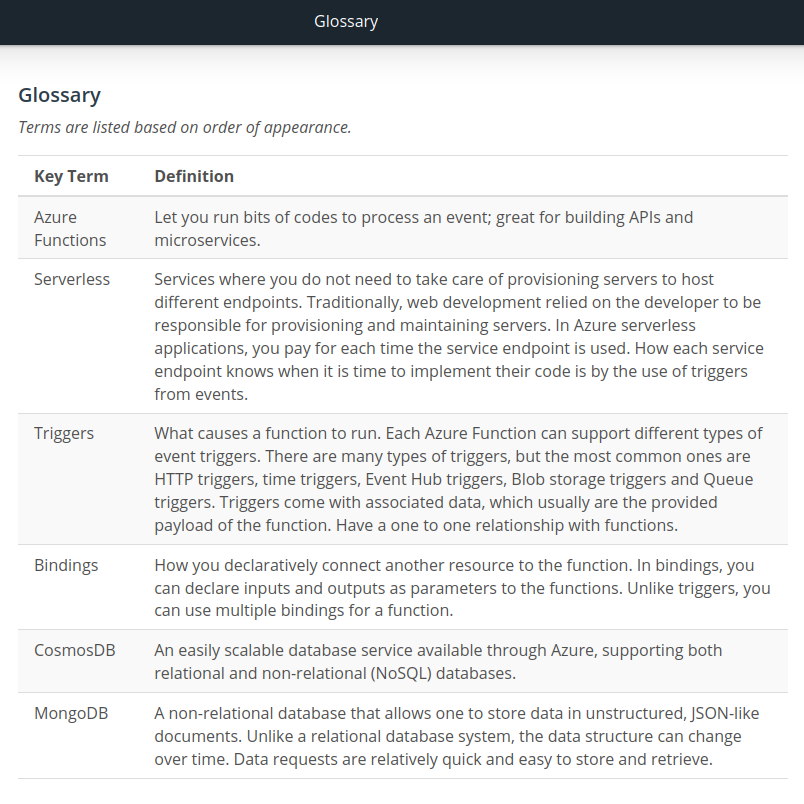 Glossary
Glossary
Terms are listed based on order of appearance.
Key Term Definition
Azure Functions
Let you run bits of codes to process an event; great for building APIs and
microservices.
Serverless
Services where you do not need to take care of provisioning servers to host
different endpoints. Traditionally, web development relied on the developer to be
responsible for provisioning and maintaining servers. In Azure serverless
applications, you pay for each time the service endpoint is used. How each service
endpoint knows when it is time to implement their code is by the use of triggers
from events.
Triggers
What causes a function to run. Each Azure Function can support different types of
event triggers. There are many types of triggers, but the most common ones are
HTTP triggers, time triggers, Event Hub triggers, Blob storage triggers and Queue
triggers. Triggers come with associated data, which usually are the provided
payload of the function. Have a one to one relationship with functions.
Bindings
How you declaratively connect another resource to the function. In bindings, you
can declare inputs and outputs as parameters to the functions. Unlike triggers, you
can use multiple bindings for a function.
CosmosDB
An easily scalable database service available through Azure, supporting both
relational and non-relational (NoSQL) databases.
MongoDB
A non-relational database that allows one to store data in unstructured, JSON-like
documents. Unlike a relational database system, the data structure can change
over time. Data requests are relatively quick and easy to store and retrieve.